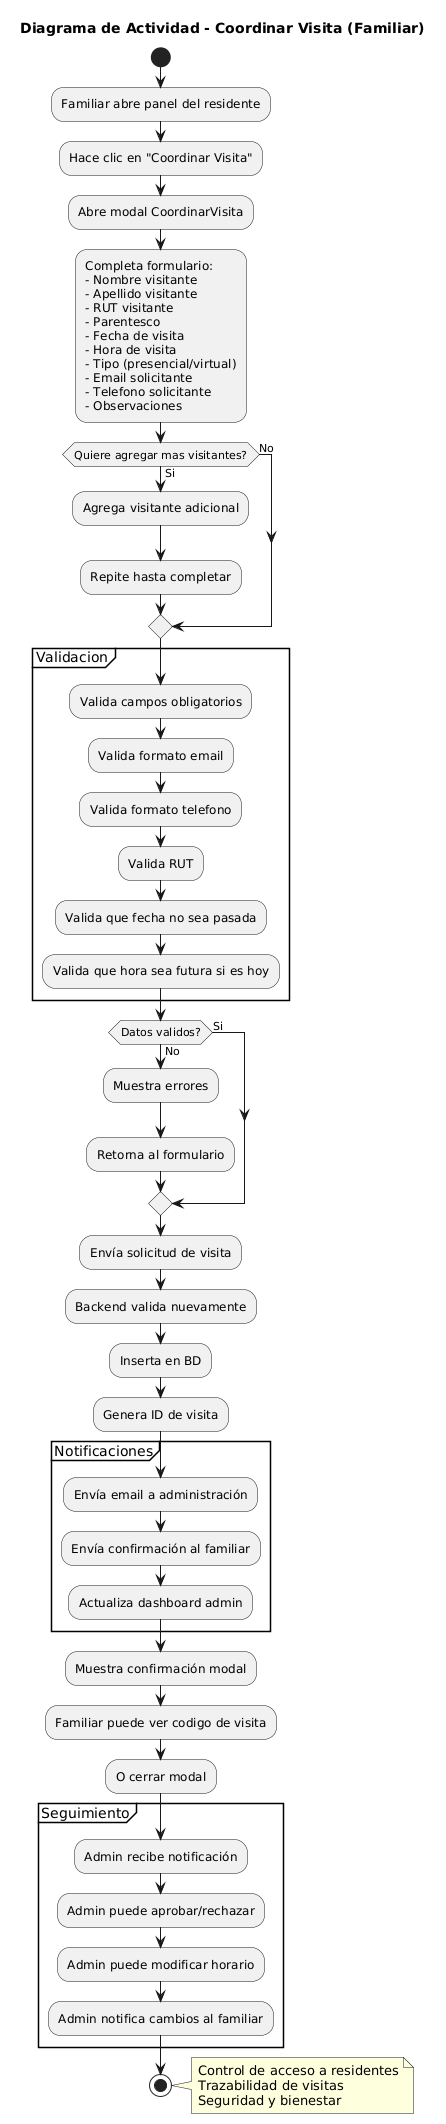 Diagrama de Actividad - Coordinar Visita (Familiar)
Familiar abre panel del residente
Hace clic en "Coordinar Visita"
Abre modal CoordinarVisita
Completa formulario:
- Nombre visitante
- Apellido visitante
- RUT visitante
- Parentesco
- Fecha de visita
- Hora de visita
- Tipo (presencial/virtual)
- Email solicitante
- Telefono solicitante
- Observaciones
Quiere agregar mas visitantes?
No
Si
Agrega visitante adicional
Repite hasta completar
Validacion
Valida campos obligatorios
Valida formato email
Valida formato telefono
Valida RUT
Valida que fecha no sea pasada
Valida que hora sea futura si es hoy
Datos validos?
Si
No
Muestra errores
Retorna al formulario
Envía solicitud de visita
Backend valida nuevamente
Inserta en BD
Genera ID de visita
Notificaciones
Envía email a administración
Envía confirmación al familiar
Actualiza dashboard admin
Muestra confirmación modal
Familiar puede ver codigo de visita
O cerrar modal
Seguimiento
Admin recibe notificación
Admin puede aprobar/rechazar
Admin puede modificar horario
Admin notifica cambios al familiar
Control de acceso a residentes
Trazabilidad de visitas
Seguridad y bienestar